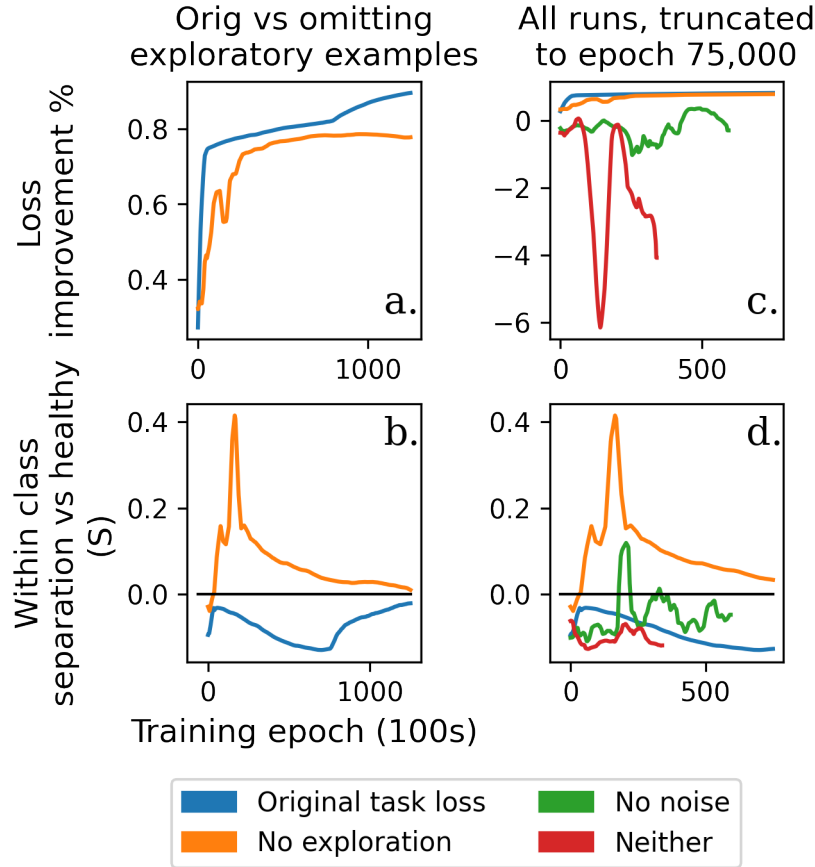 Orig vs omitting
exploratory examples
All runs, truncated
to epoch 75,000
Loss
improvement %
0.8
0.6
0.4
a.
0
1000
0
−2
−4
−6
c.
0
500
Within class
separation vs healthy
(S)
0.4
0.2
0.0
b.
0
1000
0.4
0.2
0.0
d.
0
500
Training epoch (100s)
Original task loss
No exploration
No noise
Neither